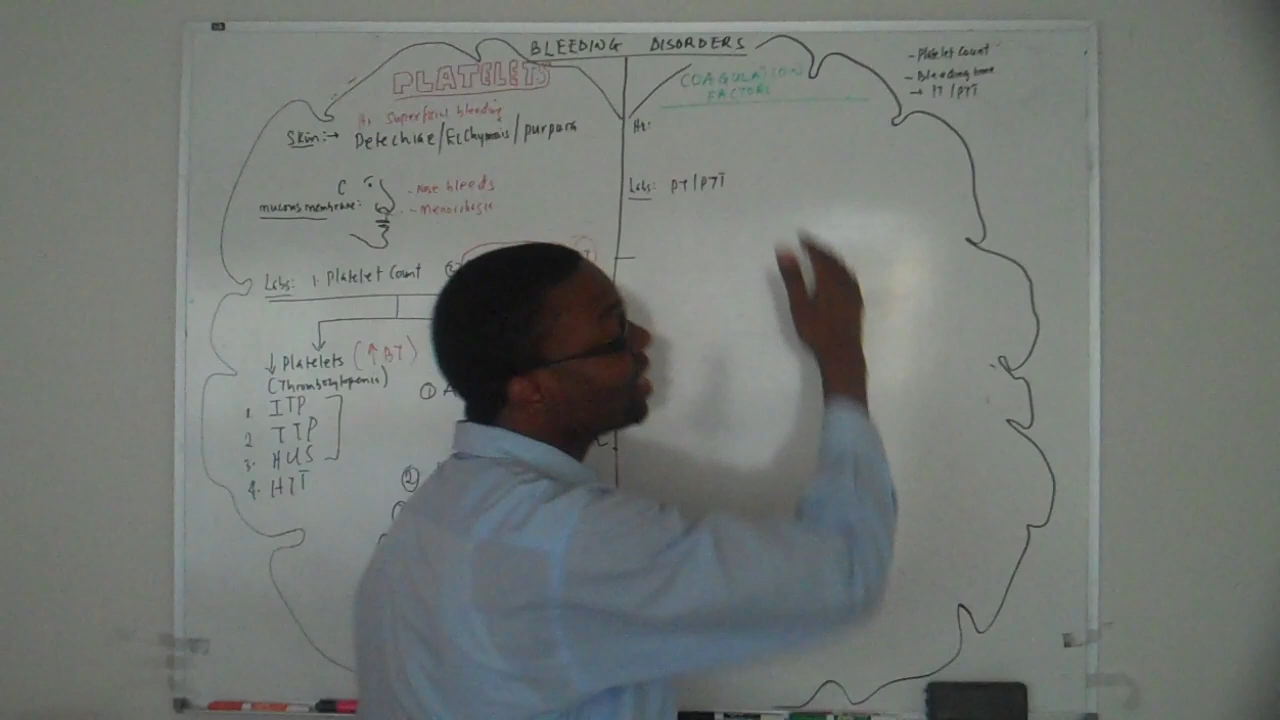 BLEEDING DISORDERS
PLATELETS
Hx Superficial bleeding
Skin:→ Petechiae/Ecchymosis/purpura
C
- Nose bleeds
mucous membrane:
- Menorrhagia
Labs: 1. Platelet Count
↓ Platelets (↑ BT)
(Thrombocytopenia)
1. ITP
2 TTP
3. HUS
4. HIT
①
②
COAGULATION
FACTORS
Hx:
Labs: PT/PTT
- Platelet Count
- Bleeding time
→ PT/PTT